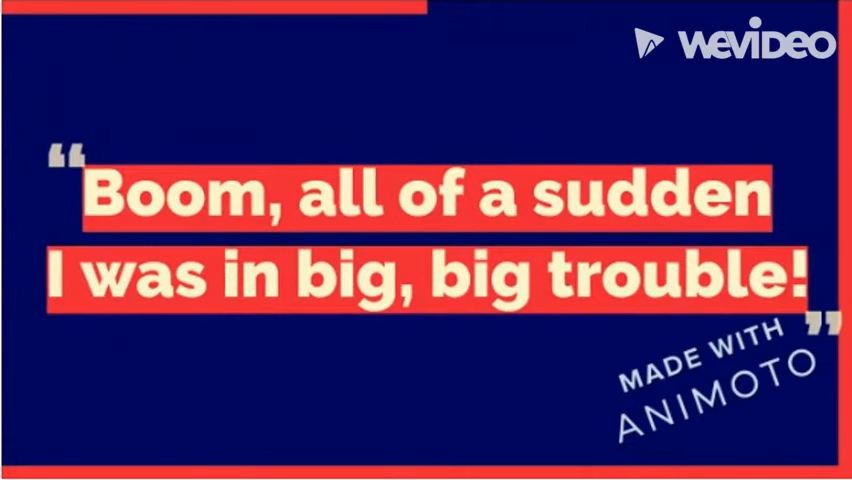 WEVIDEO
“Boom, all of a sudden
I was in big, big trouble!”
MADE WITH
ANIMOTO